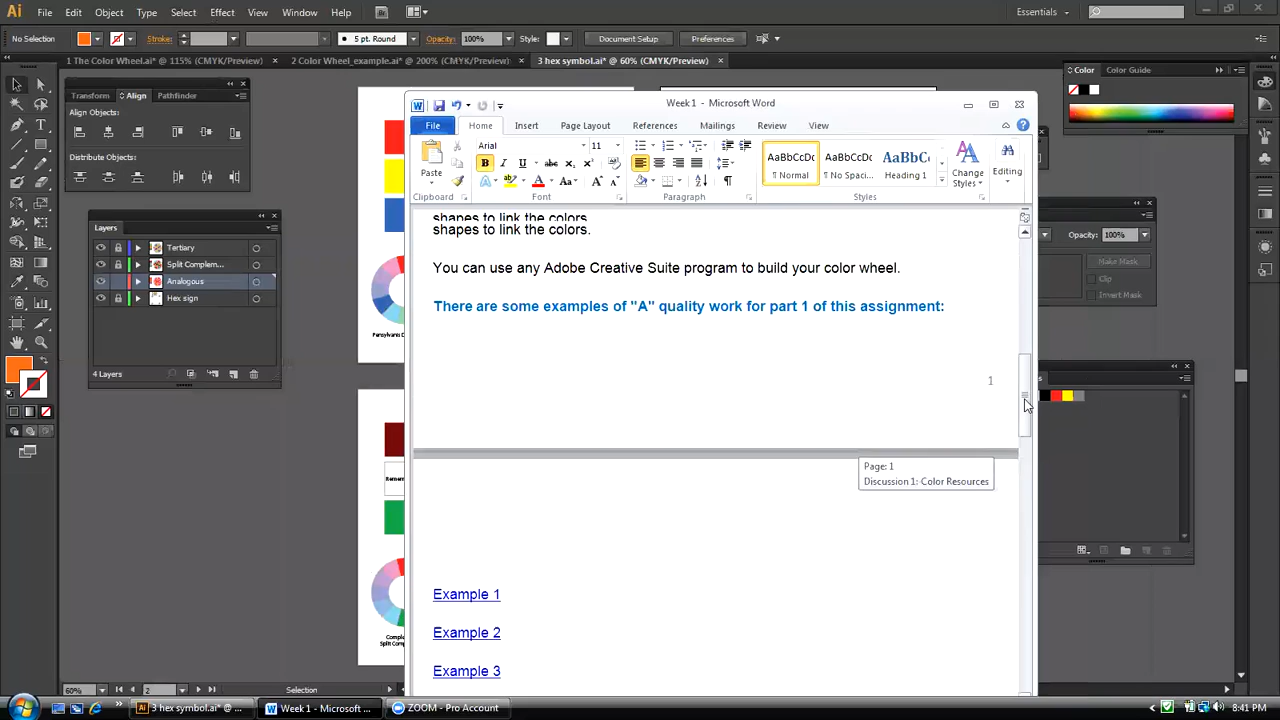 Ai File Edit Object Type Select Effect View Window Help Br Essentials
No Selection Stroke: 5 pt. Round Opacity: 100% Style: Document Setup Preferences
1 The Color Wheel.ai* @ 115% (CMYK/Preview) × 2 Color Wheel_example.ai* @ 200% (CMYK/Preview) × 3 hex symbol.ai* @ 60% (CMYK/Preview) ×
Color Color Guide
Transform Align Pathfinder
Align Objects:
Distribute Objects:
Layers
Tertiary
Split Complem...
Analogous
Hex sign
4 Layers
Week1 - Microsoft Word
File Home Insert Page Layout References Mailings Review View
Arial 11
Paste
B I U abc
Aa
AaBbCcDc AaBbCcDc AaBbC
¶ Normal ¶ No Spaci... Heading 1
Change Styles
Editing
Clipboard Font Paragraph Styles
shapes to link the colors.
shapes to link the colors.
You can use any Adobe Creative Suite program to build your color wheel.
There are some examples of "A" quality work for part 1 of this assignment:
1
Page: 1
Discussion 1: Color Resources
Example 1
Example 2
Example 3
Opacity: 100%
Make Mask
Clip
Invert Mask
60% 2 Selection
3 hex symbol.ai* @ ... Week 1 - Microsoft ... ZOOM - Pro Account 8:41 PM